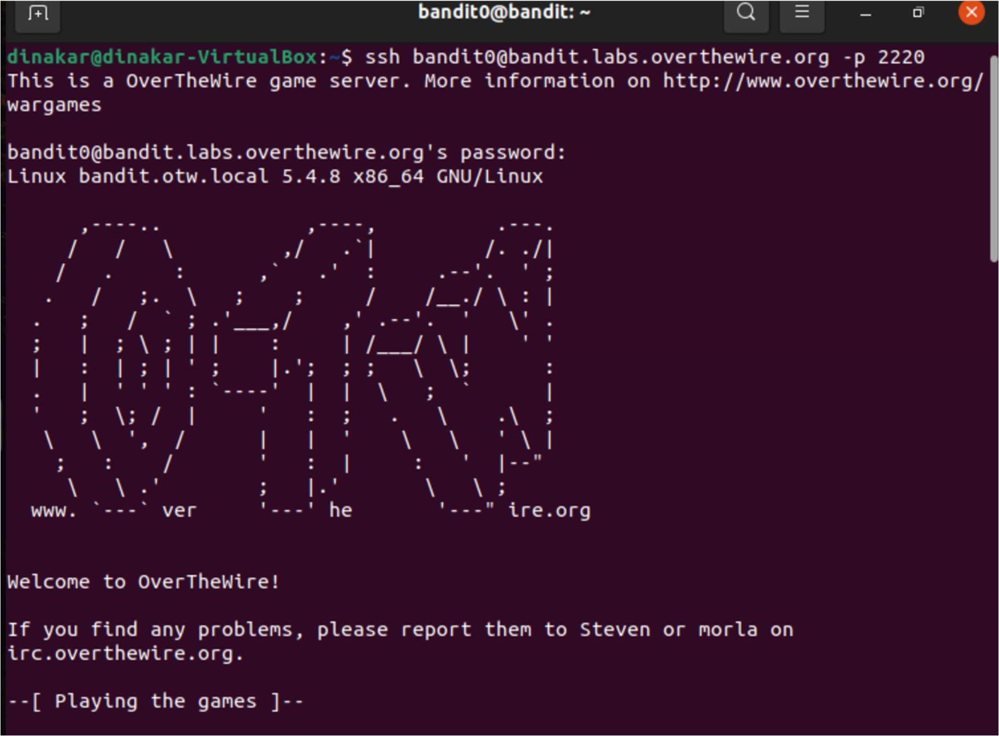 bandit0@bandit: ~
dinakar@dinakar-VirtualBox:~$ ssh bandit0@bandit.labs.overthewire.org -p 2220
This is a OverTheWire game server. More information on http://www.overthewire.org/
wargames
bandit0@bandit.labs.overthewire.org's password:
Linux bandit.otw.local 5.4.8 x86_64 GNU/Linux
      ,----..            ,----,          .---.
     /   /   \         ,/   .`|         /. ./|
    /   .     :      ,`   .'  :     .--'.  ' ;
   .   /   ;.  \   ;    ;     /    /__./ \ : |
  .   ;   /  ` ; .'___,/    ,' .--'.  '   \' .
  ;   |  ; \ ; | |    :     | /___/ \ |    ' '
  |   :  | ; | ' ;    |.';  ; ;   \  \;      :
  .   |  ' ' ' : `----'  |  |  \   ;  `      |
  '   ;  \; /  |     '   :  ;   .   \    .\  ;
   \   \  ',  /      |   |  '    \   \   ' \ |
    ;   :    /       '   :  |     :   '  |--"
     \   \ .'        ;   |.'       \   \ ;
  www. `---` ver     '---' he       '---" ire.org
Welcome to OverTheWire!
If you find any problems, please report them to Steven or morla on
irc.overthewire.org.
--[ Playing the games ]--